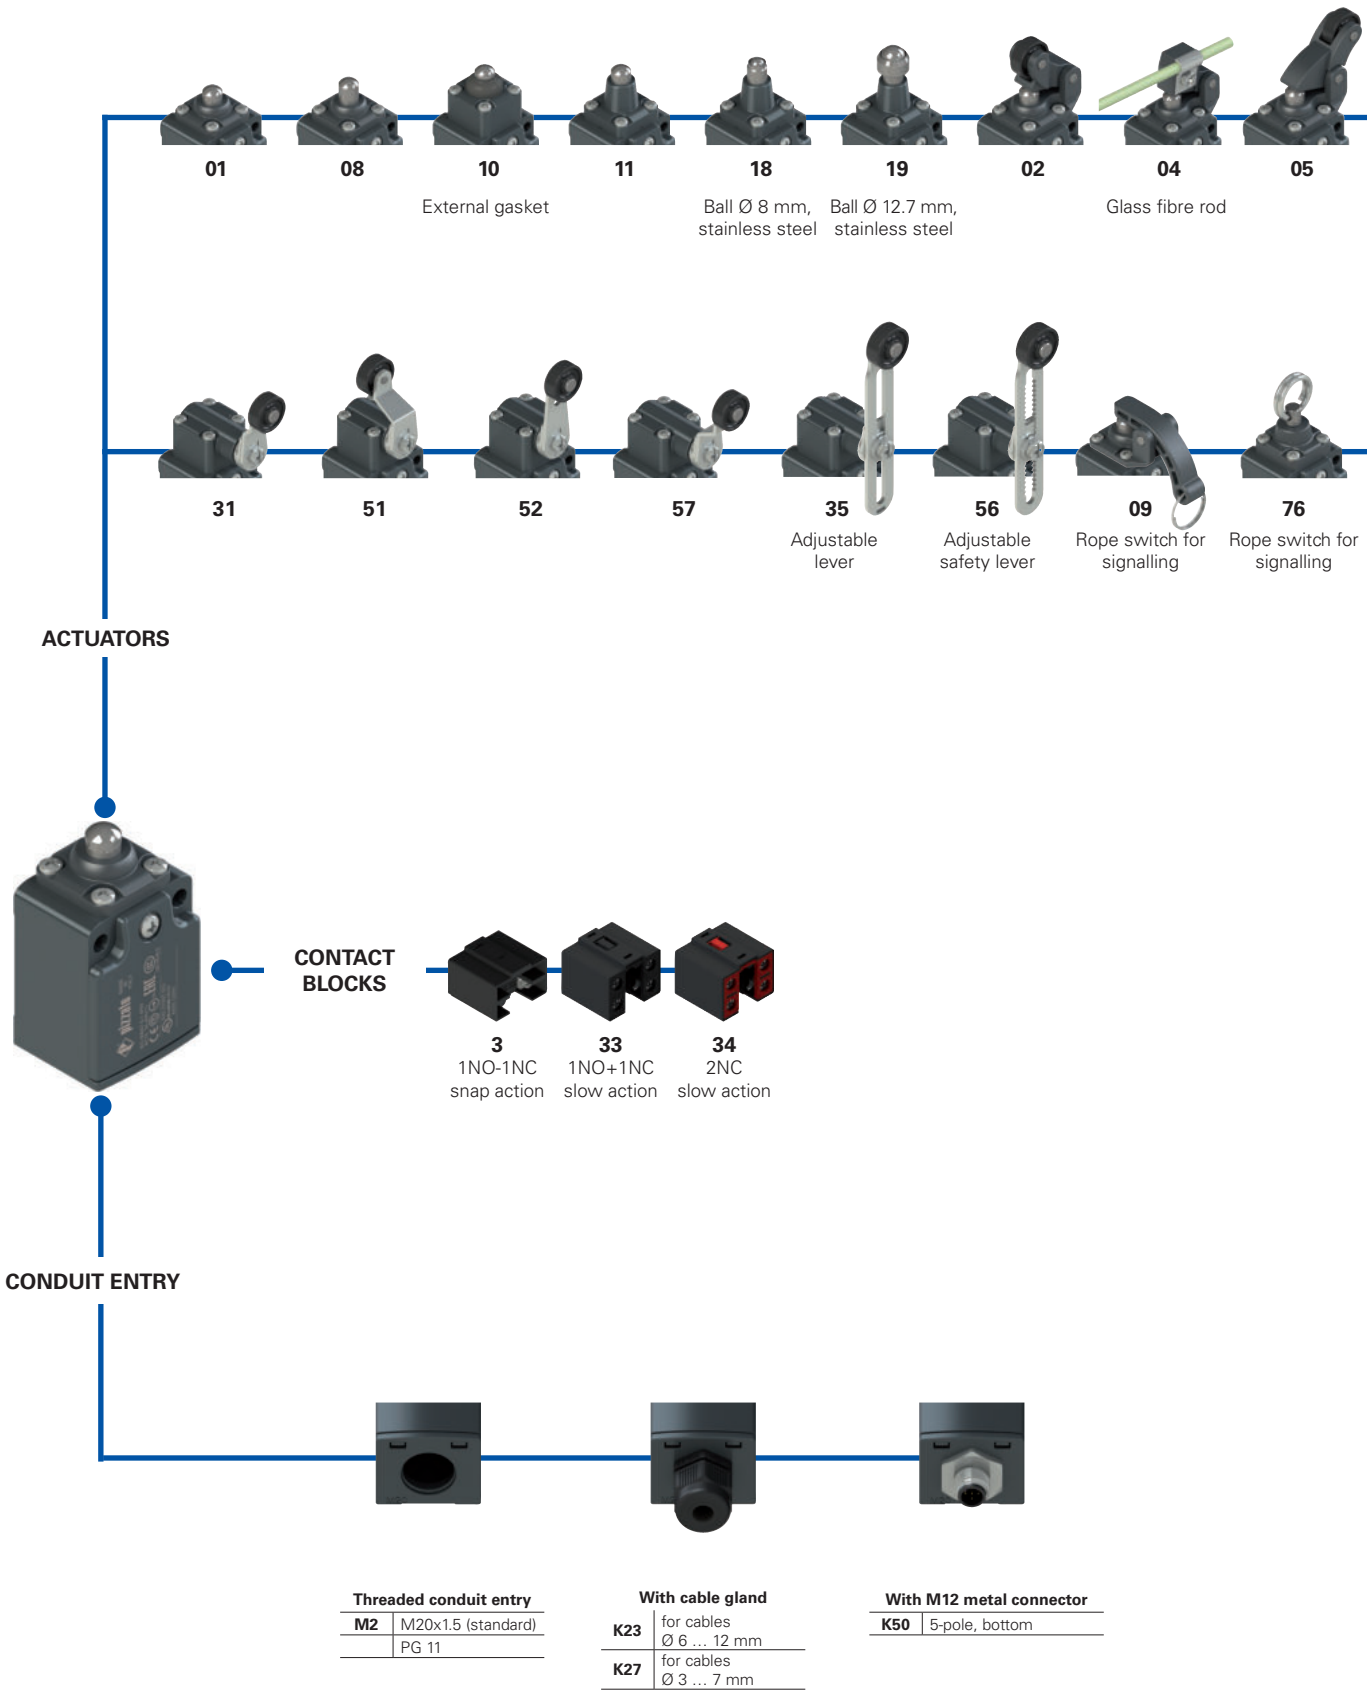 01 08 10 11 18 19 02 04 05
External gasket
Ball Ø 8 mm,
stainless steel
Ball Ø 12.7 mm,
stainless steel
Glass fibre rod
31 51 52 57 35 56 09 76
Adjustable
lever
Adjustable
safety lever
Rope switch for
signalling
Rope switch for
signalling
ACTUATORS
pizzato
CONTACT
BLOCKS
3
1NO-1NC
snap action
33
1NO+1NC
slow action
34
2NC
slow action
CONDUIT ENTRY
Threaded conduit entry
M2 M20x1.5 (standard)
PG 11
With cable gland
K23 for cables
Ø 6 … 12 mm
K27 for cables
Ø 3 … 7 mm
With M12 metal connector
K50 5-pole, bottom